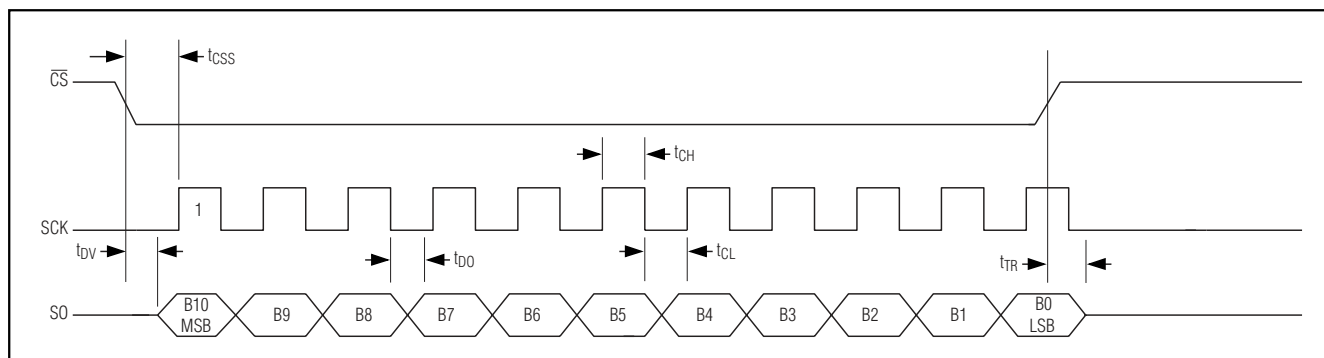 tCSS
CS
tCH
1
SCK
tDV
tDO
tCL
tTR
SO
B10 MSB
B9
B8
B7
B6
B5
B4
B3
B2
B1
B0 LSB